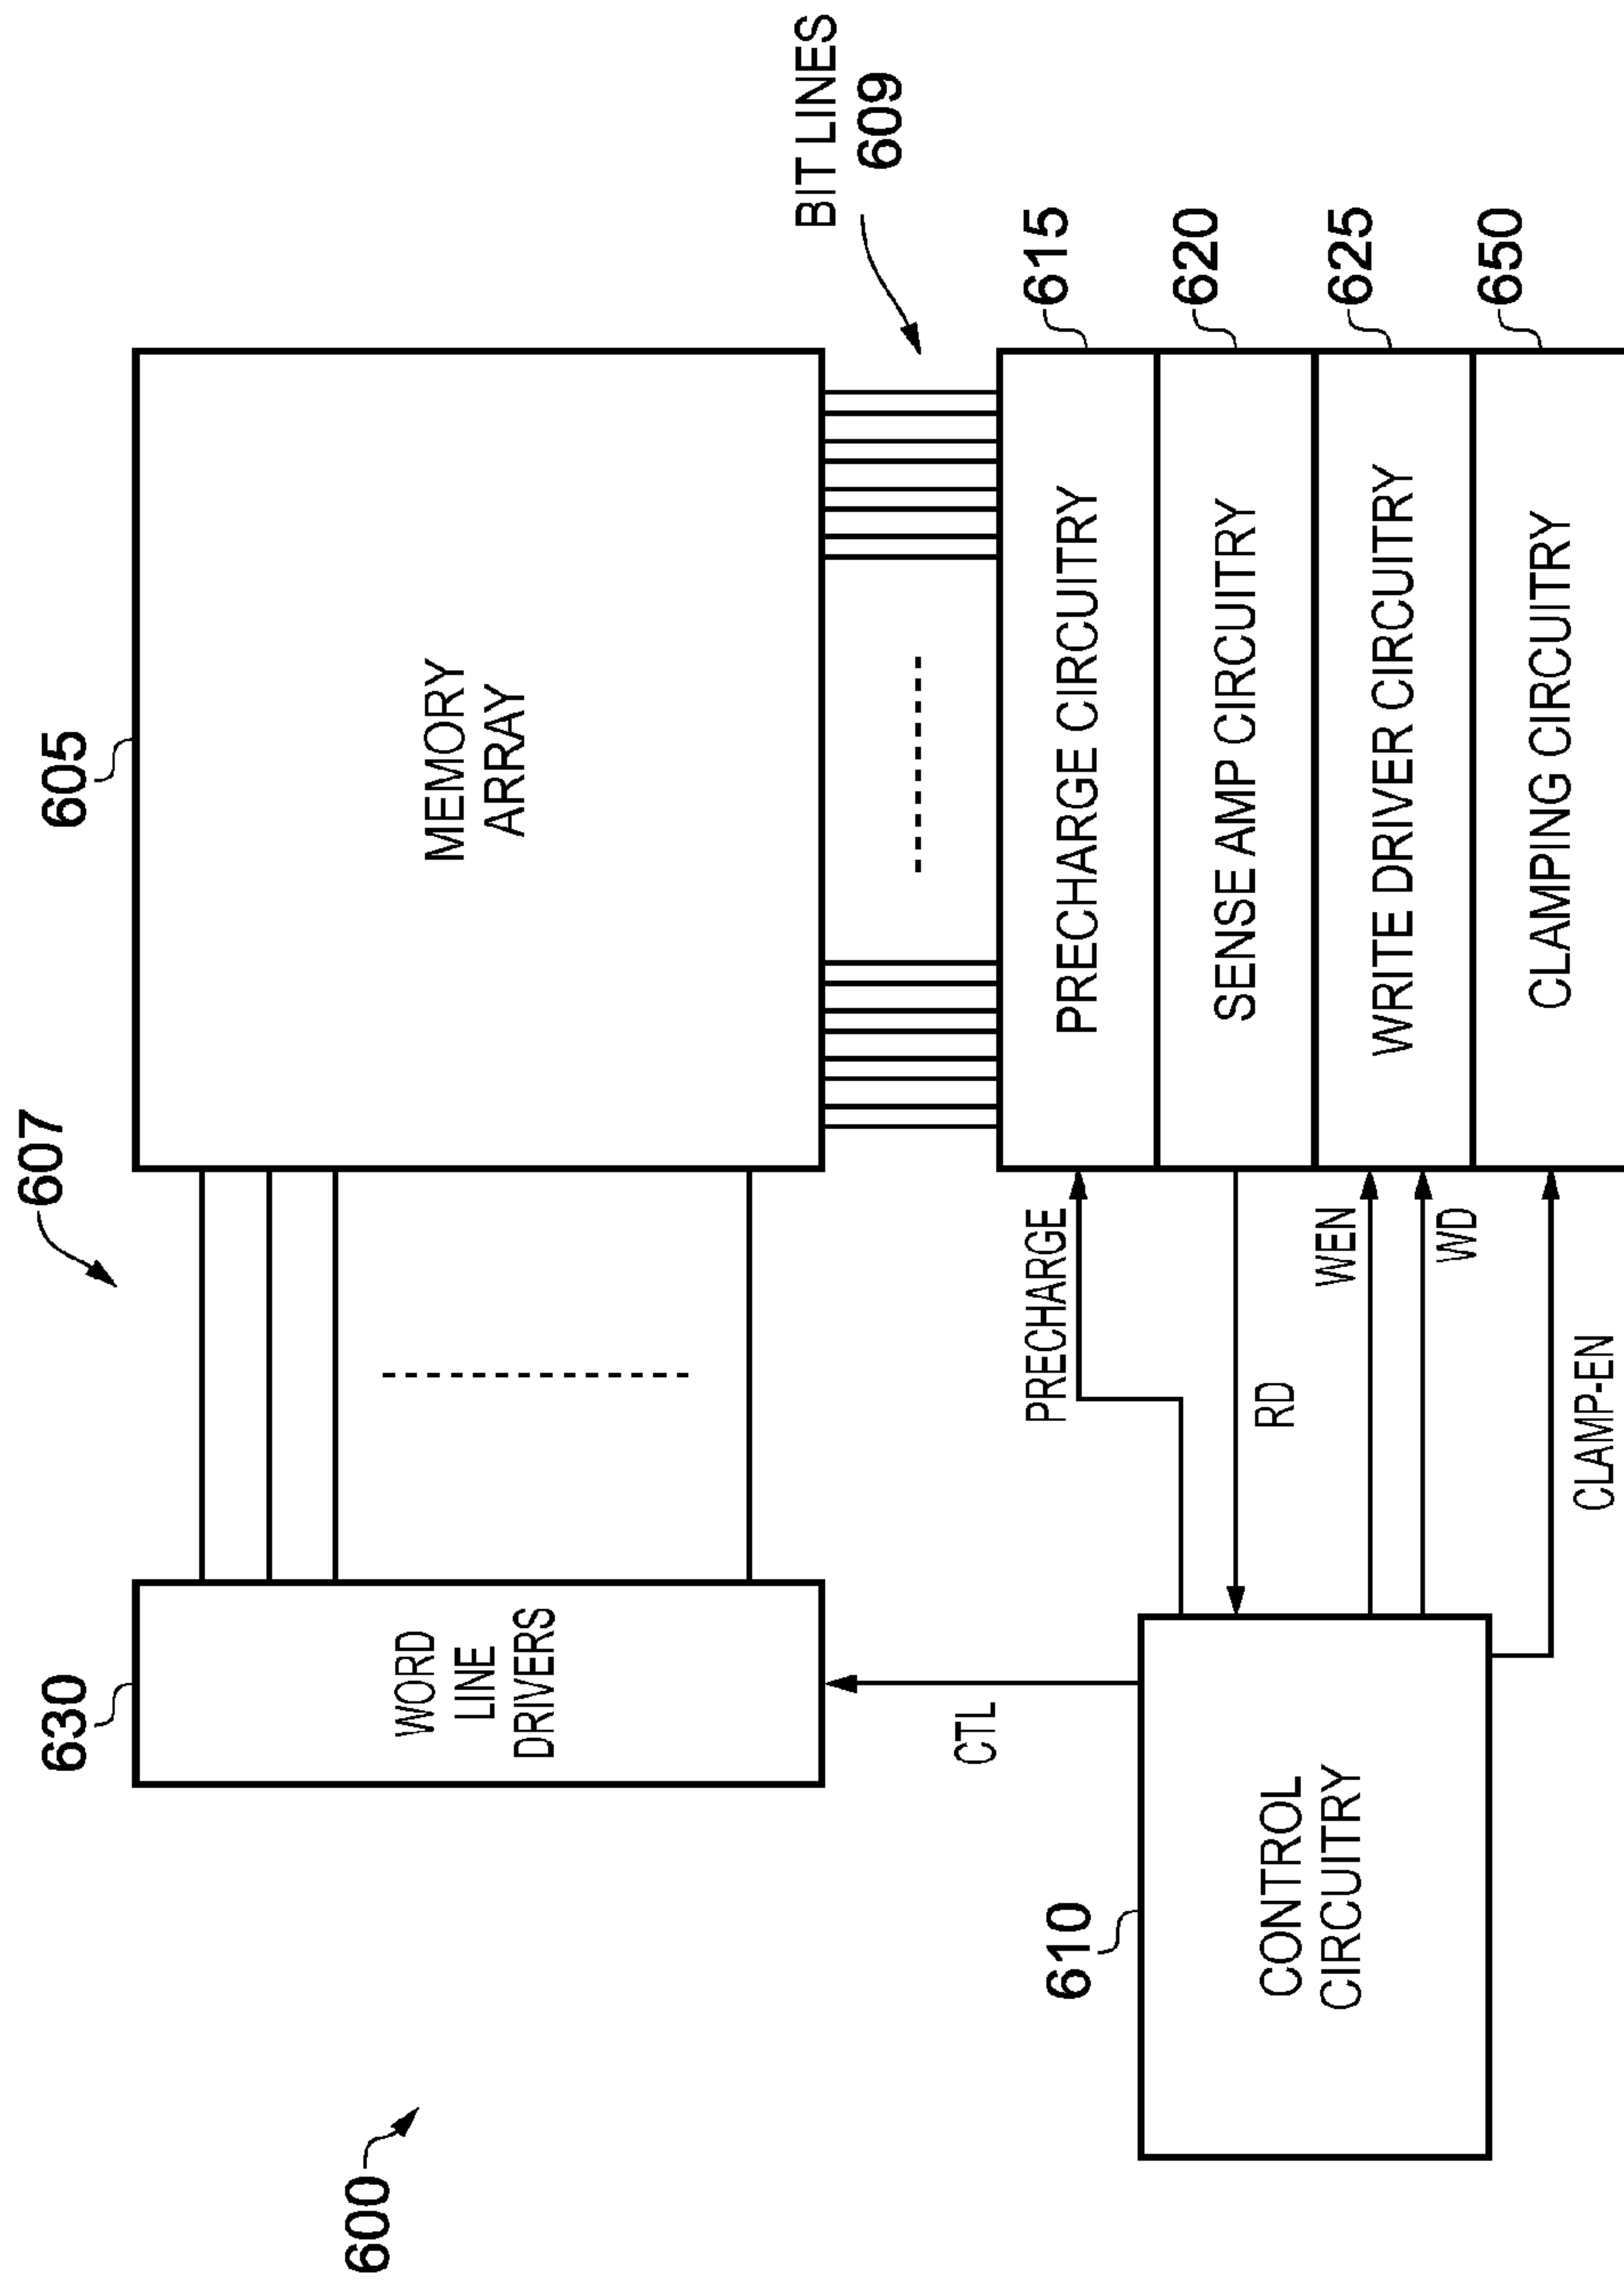 600
630
WORD
LINE
DRIVERS
607
605
MEMORY
ARRAY
BIT LINES
609
CTL
610
CONTROL
CIRCUITRY
PRECHARGE
RD
WEN
WD
CLAMP-EN
PRECHARGE CIRCUITRY
615
SENSE AMP CIRCUITRY
620
WRITE DRIVER CIRCUITRY
625
CLAMPING CIRCUITRY
650